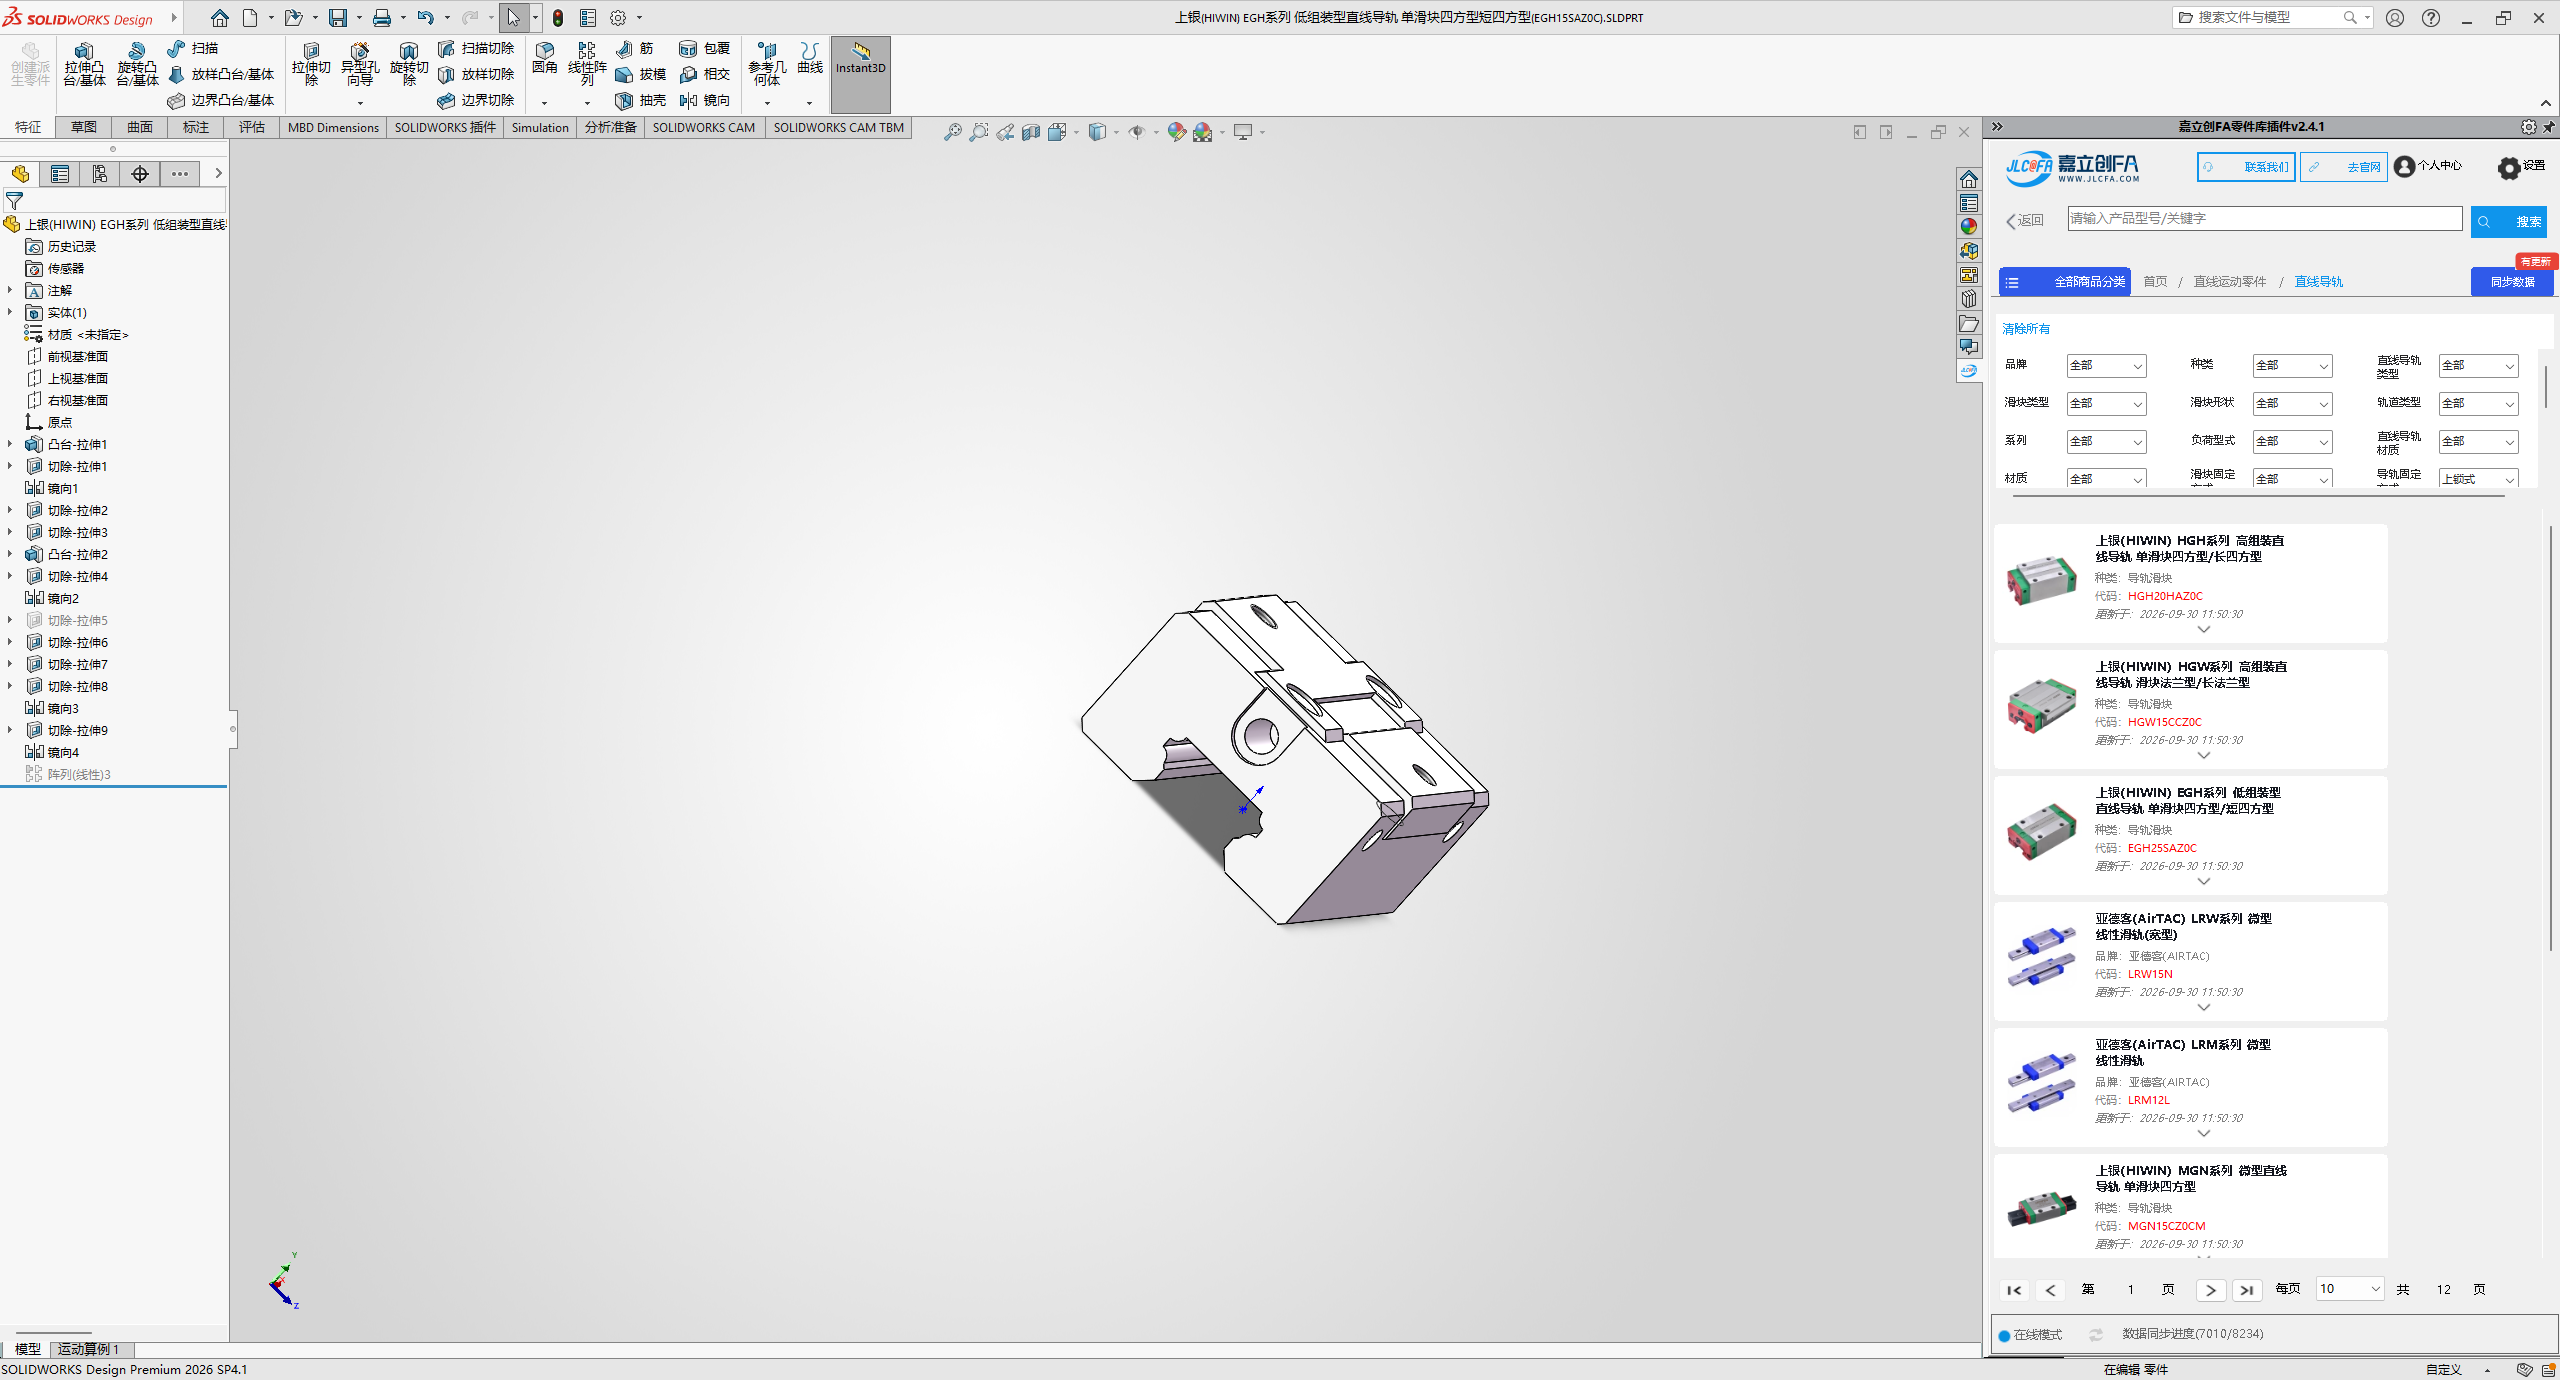 SOLIDWORKS Design
上银(HIWIN) EGH系列 低组装型直线导轨 单滑块四方型短四方型(EGH15SAZ0C).SLDPRT
搜索文件与模型
创建派生零件
拉伸凸台/基体
旋转凸台/基体
扫描
放样凸台/基体
边界凸台/基体
拉伸切除
异型孔向导
旋转切除
扫描切除
放样切除
边界切除
圆角
线性阵列
筋
拔模
抽壳
包覆
相交
镜向
参考几何体
曲线
Instant3D
特征
草图
曲面
标注
评估
MBD Dimensions
SOLIDWORKS 插件
Simulation
分析准备
SOLIDWORKS CAM
SOLIDWORKS CAM TBM
上银(HIWIN) EGH系列 低组装型直线
历史记录
传感器
注解
实体(1)
材质 <未指定>
前视基准面
上视基准面
右视基准面
原点
凸台-拉伸1
切除-拉伸1
镜向1
切除-拉伸2
切除-拉伸3
凸台-拉伸2
切除-拉伸4
镜向2
切除-拉伸5
切除-拉伸6
切除-拉伸7
切除-拉伸8
镜向3
切除-拉伸9
镜向4
阵列(线性)3
Y
X
Z
模型
运动算例 1
SOLIDWORKS Design Premium 2026 SP4.1
在编辑 零件
自定义
嘉立创FA零件库插件v2.4.1
JLC@FA 嘉立创FA
WWW.JLCFA.COM
联系我们
去官网
个人中心
设置
返回
请输入产品型号/关键字
搜索
有更新
全部商品分类
首页 / 直线运动零件 / 直线导轨
同步数据
清除所有
品牌 全部 种类 全部 直线导轨类型 全部
滑块类型 全部 滑块形状 全部 轨道类型 全部
系列 全部 负荷型式 全部 直线导轨材质 全部
材质 全部 滑块固定 全部 导轨固定 上锁式
上银(HIWIN) HGH系列 高组装直
线导轨 单滑块四方型/长四方型
种类: 导轨滑块
代码: HGH20HAZ0C
更新于: 2026-09-30 11:50:30
上银(HIWIN) HGW系列 高组装直
线导轨 滑块法兰型/长法兰型
种类: 导轨滑块
代码: HGW15CCZ0C
更新于: 2026-09-30 11:50:30
上银(HIWIN) EGH系列 低组装型
直线导轨 单滑块四方型/短四方型
种类: 导轨滑块
代码: EGH25SAZ0C
更新于: 2026-09-30 11:50:30
亚德客(AirTAC) LRW系列 微型
线性滑轨(宽型)
品牌: 亚德客(AIRTAC)
代码: LRW15N
更新于: 2026-09-30 11:50:30
亚德客(AirTAC) LRM系列 微型
线性滑轨
品牌: 亚德客(AIRTAC)
代码: LRM12L
更新于: 2026-09-30 11:50:30
上银(HIWIN) MGN系列 微型直线
导轨 单滑块四方型
种类: 导轨滑块
代码: MGN15CZ0CM
更新于: 2026-09-30 11:50:30
第 1 页 每页 10 共 12 页
在线模式 数据同步进度(7010/8234)